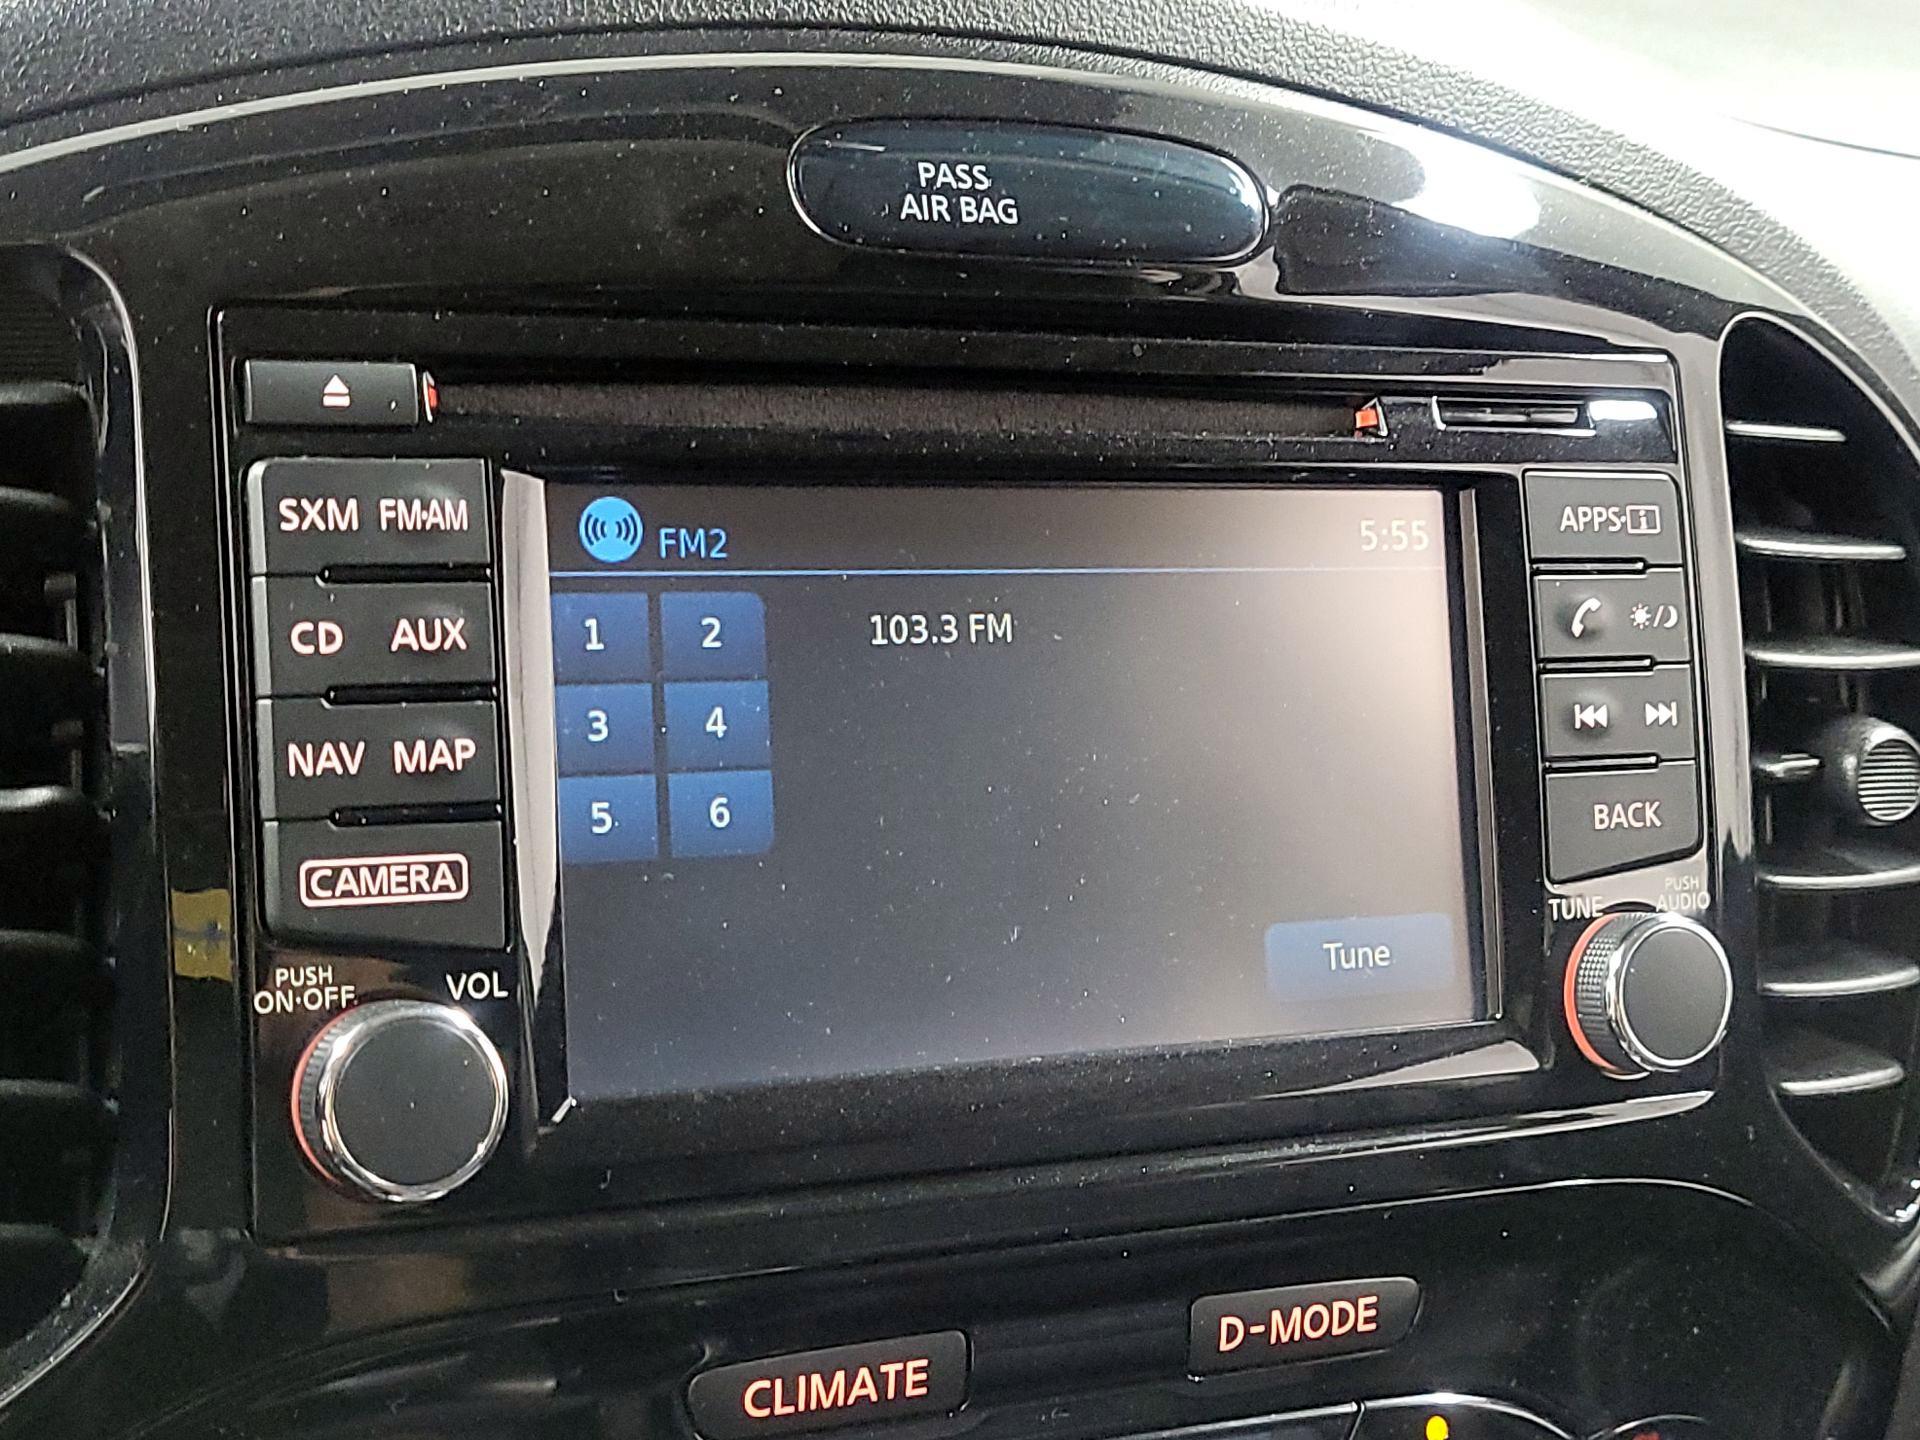 PASS
AIR BAG
SXM FM·AM
CD AUX
NAV MAP
CAMERA
PUSH
ON·OFF
VOL
FM2
5:55
1 2
3 4
5 6
103.3 FM
Tune
APPS·i
BACK
TUNE
PUSH
AUDIO
CLIMATE
D-MODE